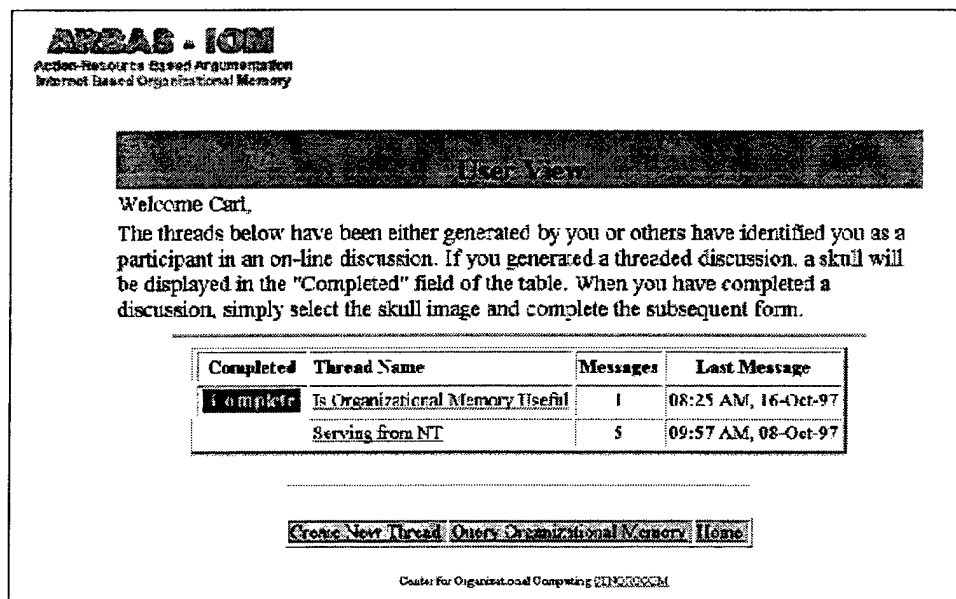 ARBAS - IOM
Action-Resource Based Argumentation
Internet Based Organizational Memory
User View
Welcome Carl,
The threads below have been either generated by you or others have identified you as a
participant in an on-line discussion. If you generated a threaded discussion, a skull will
be displayed in the "Completed" field of the table. When you have completed a
discussion, simply select the skull image and complete the subsequent form.
Completed Thread Name Messages Last Message
Complete Is Organizational Memory Useful 1 08:25 AM, 16-Oct-97
Serving from NT 5 09:57 AM, 08-Oct-97
Create New Thread Query Organizational Memory Home
Center for Organizational Computing